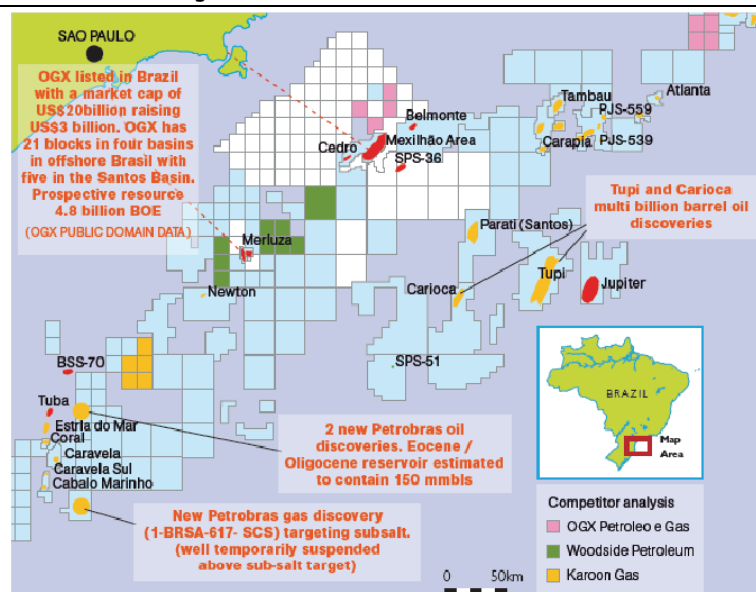 SAO PAULO
OGX listed in Brazil
with a market cap of
US$20billion raising
US$3 billion. OGX has
21 blocks in four basins
in offshore Brasil with
five in the Santos Basin.
Prospective resource
4.8 billion BOE
(OGX PUBLIC DOMAIN DATA)
Belmonte
Mexilhão Area
Cedro
SPS-36
Tambau
Atlanta
PJS-559
Carapia
PJS-539
Tupi and Carioca
multi billion barrel oil
discoveries
Merluza
Parati (Santos)
Newton
Carioca
Tupi
Jupiter
BSS-70
SPS-51
Tuba
Estrla do Mar
Coral
Caravela
Caravela Sul
Cabalo Marinho
2 new Petrobras oil
discoveries. Eocene /
Oligocene reservoir estimated
to contain 150 mmbls
New Petrobras gas discovery
(1-BRSA-617- SCS) targeting subsalt.
(well temporarily suspended
above sub-salt target)
BRAZIL
Map
Area
Competitor analysis
OGX Petroleo e Gas
Woodside Petroleum
Karoon Gas
0 50km